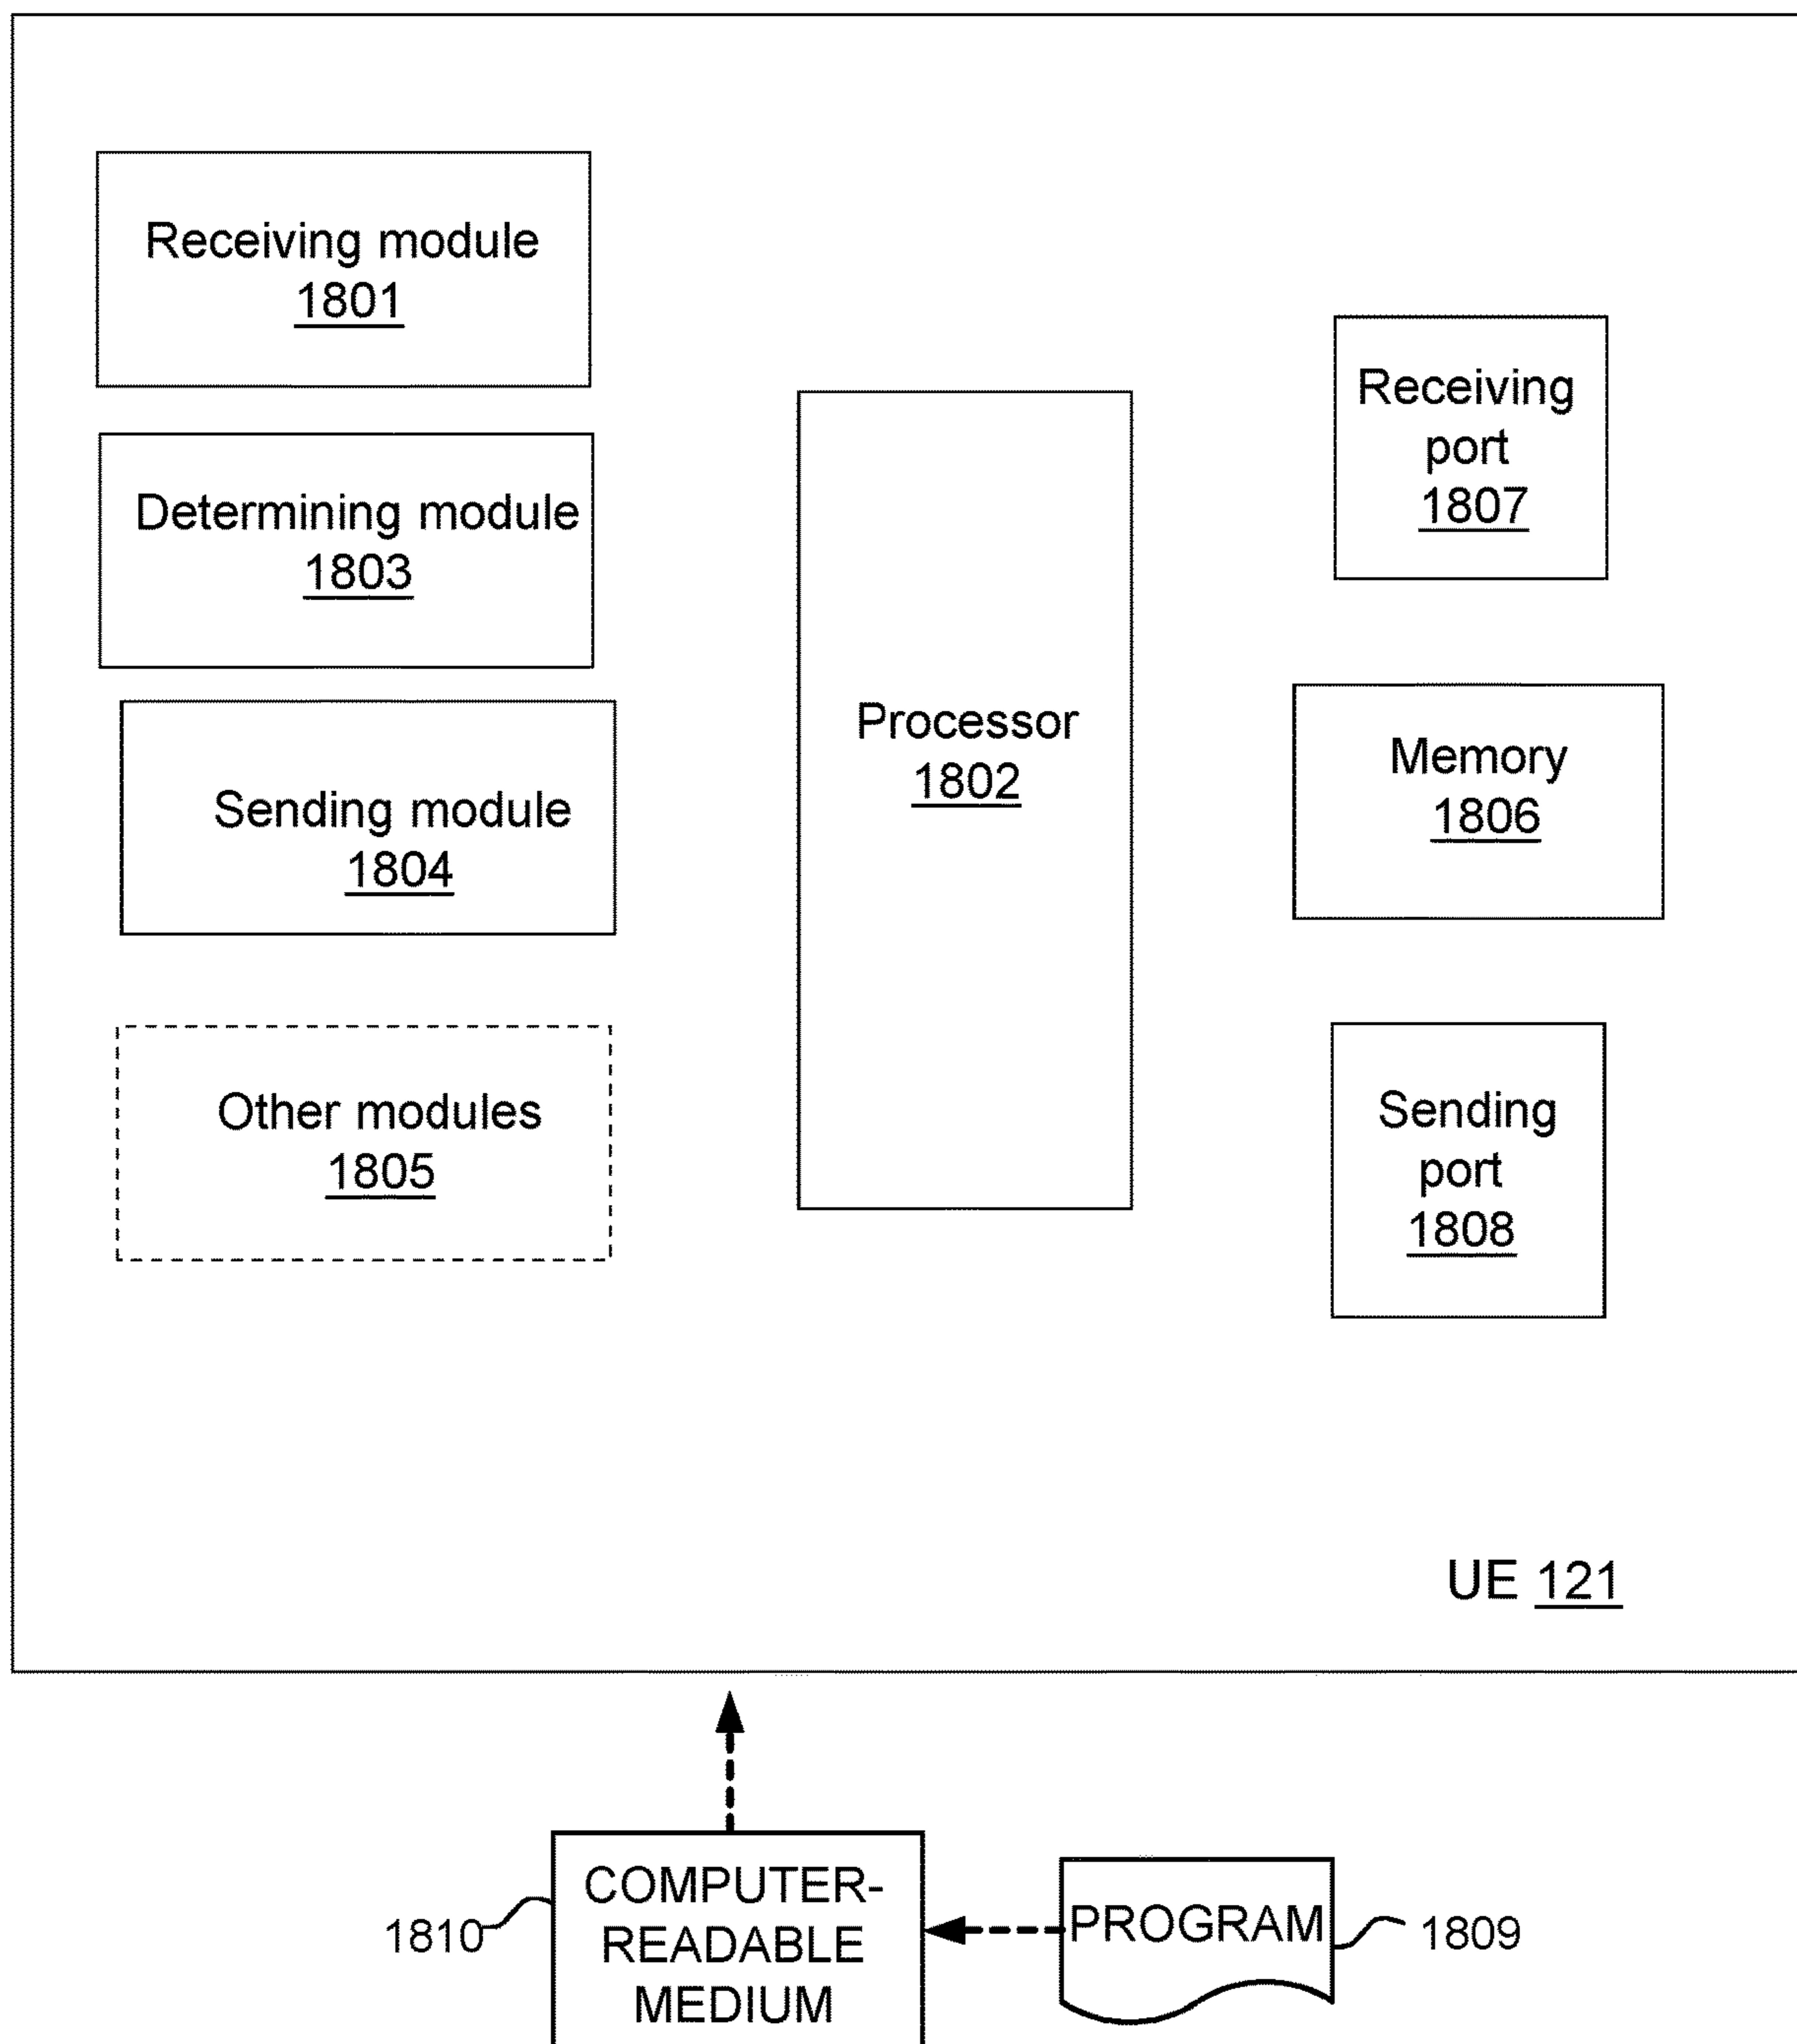 Receiving module
1801
Determining module
1803
Sending module
1804
Other modules
1805
Processor
1802
Receiving
port
1807
Memory
1806
Sending
port
1808
UE 121
1810
COMPUTER-
READABLE
MEDIUM
PROGRAM
1809